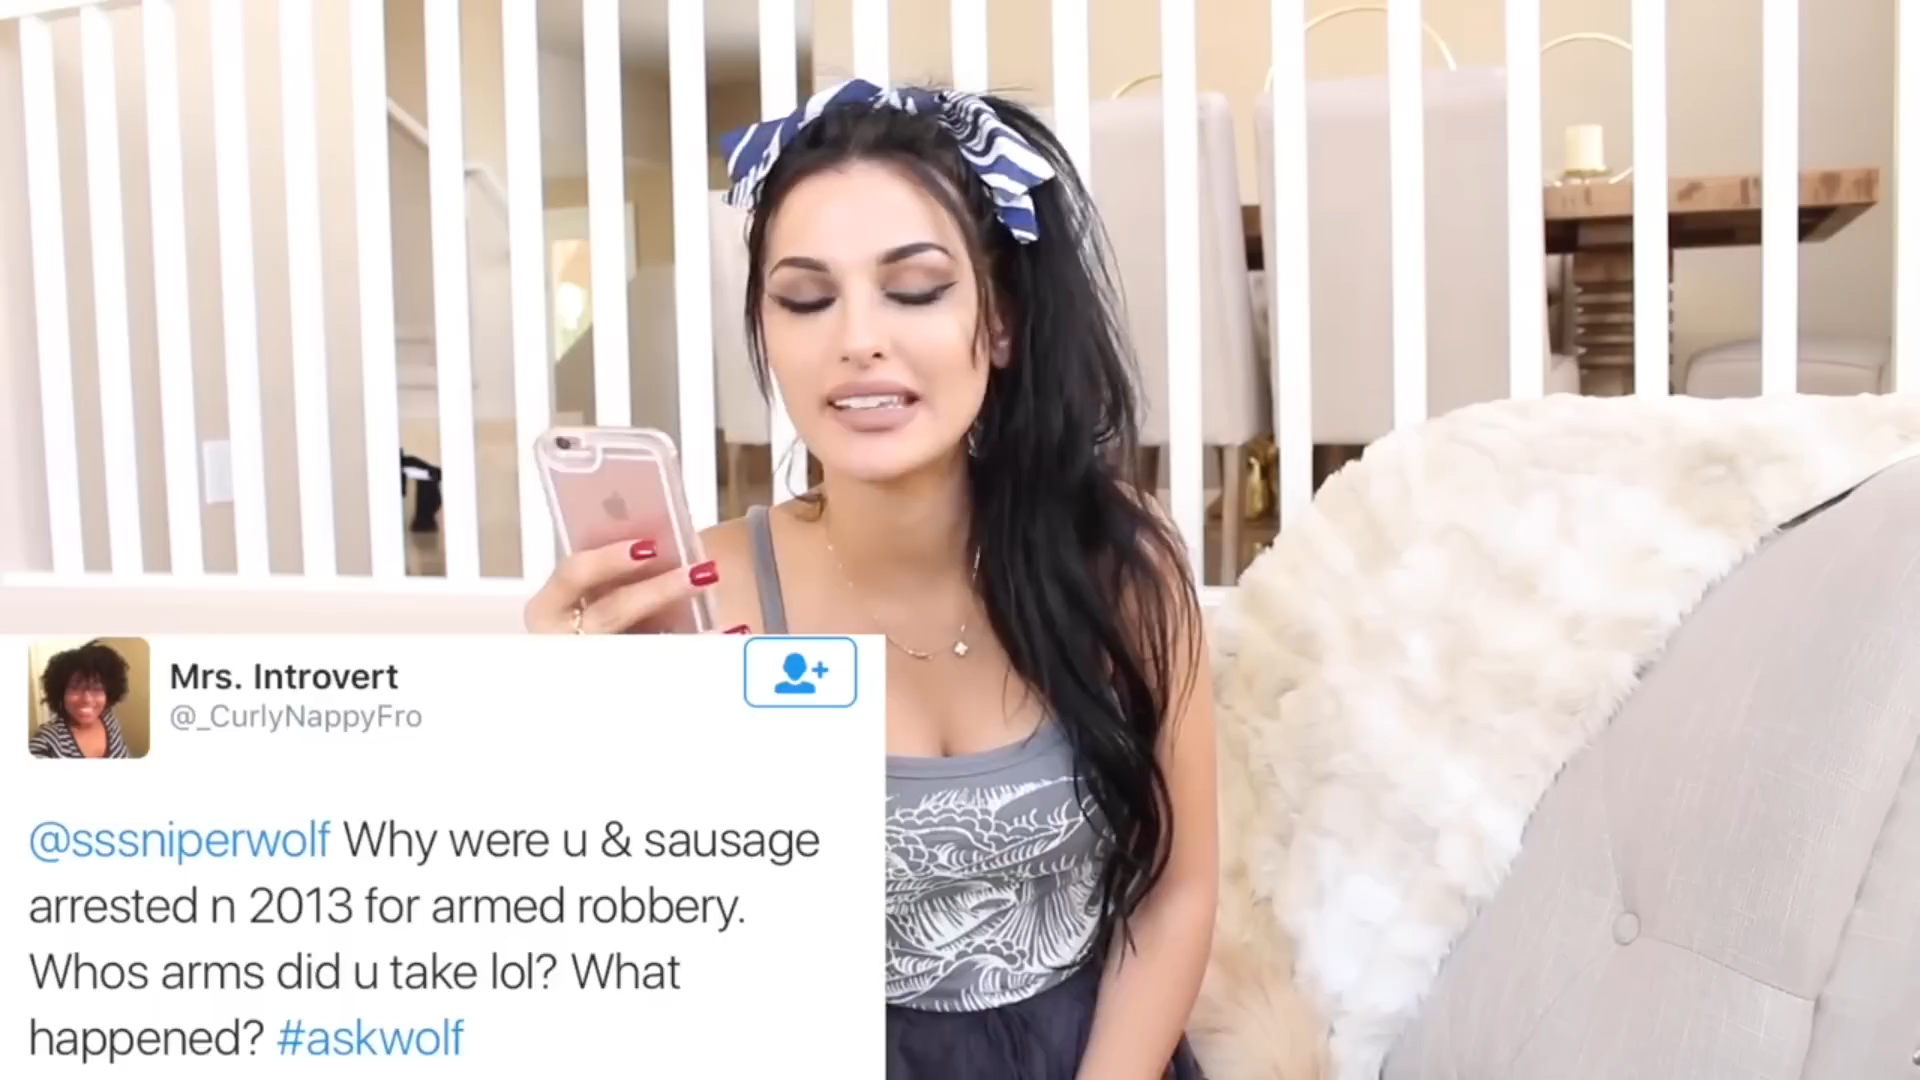 Mrs. Introvert
@_CurlyNappyFro
@sssniperwolf Why were u & sausage
arrested n 2013 for armed robbery.
Whos arms did u take lol? What
happened? #askwolf